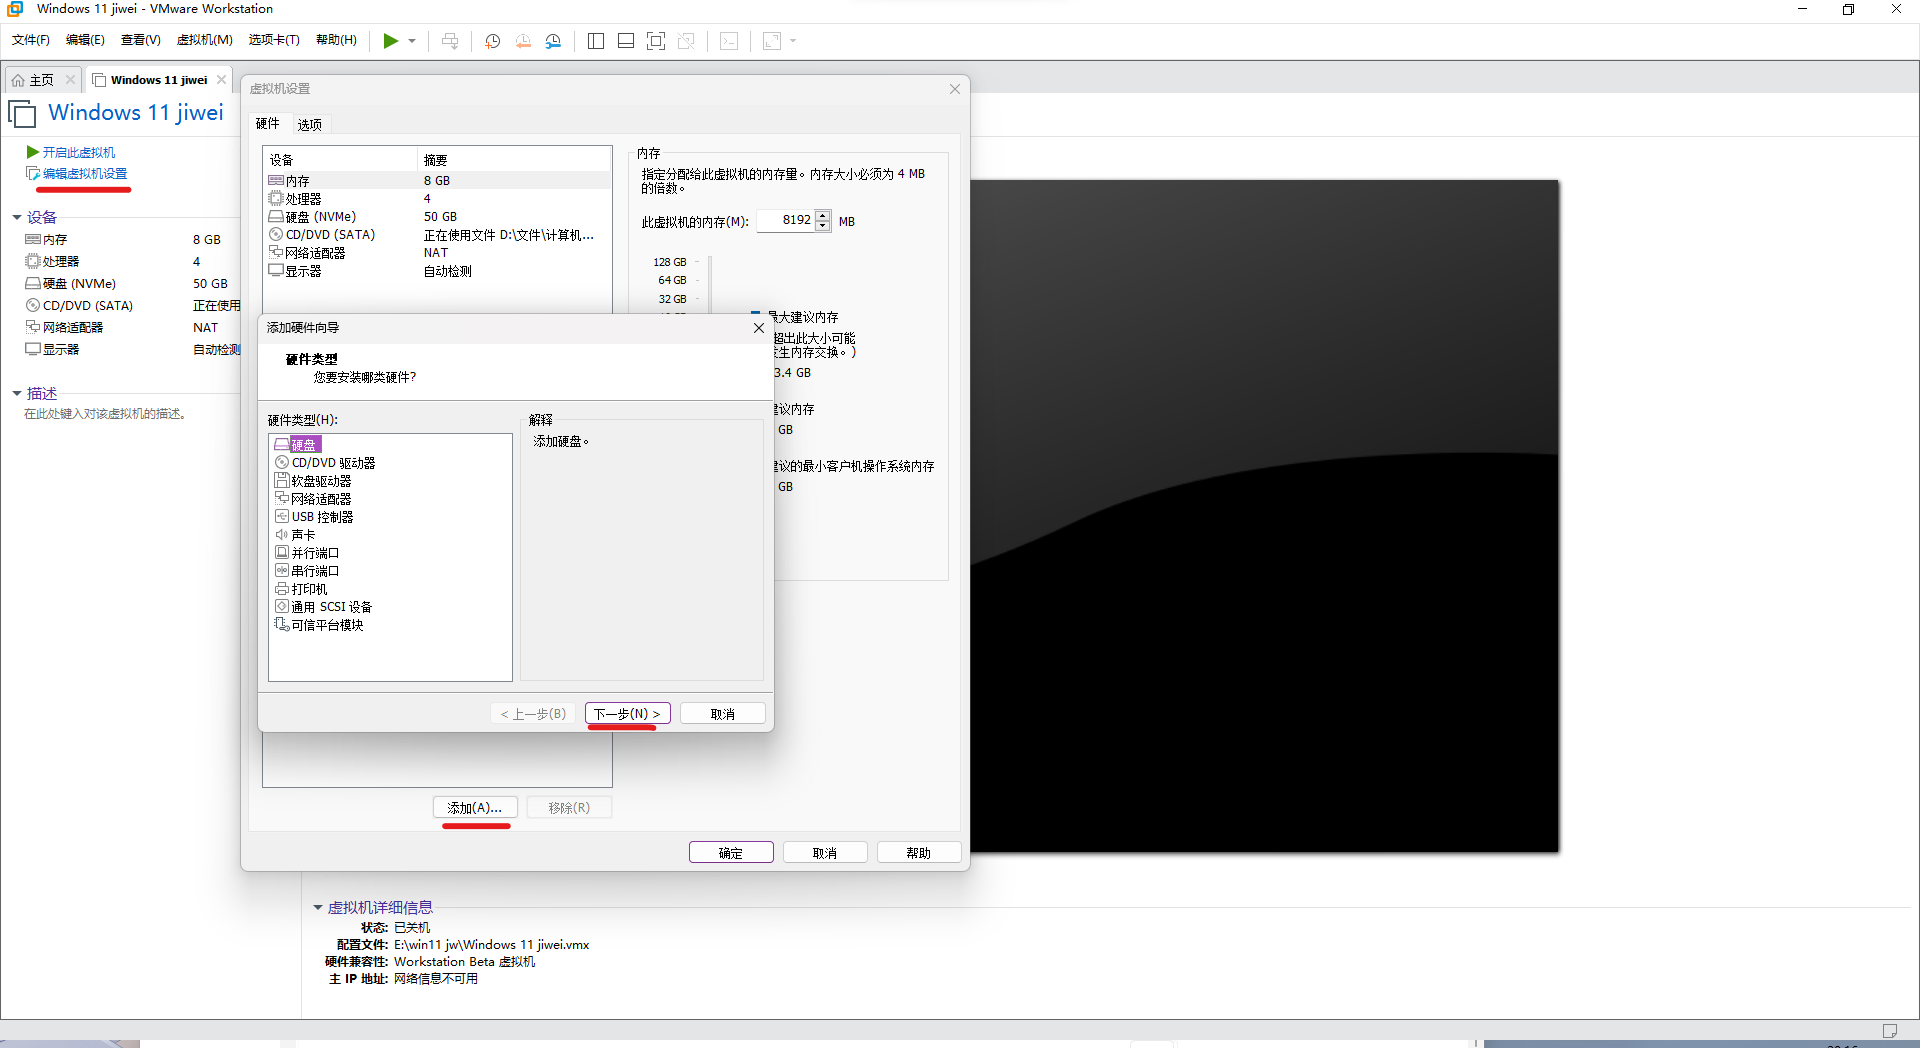 Windows 11 jiwei - VMware Workstation
文件(F) 编辑(E) 查看(V) 虚拟机(M) 选项卡(T) 帮助(H)
主页 Windows 11 jiwei
Windows 11 jiwei
开启此虚拟机
编辑虚拟机设置
设备
内存 8 GB
处理器 4
硬盘 (NVMe) 50 GB
CD/DVD (SATA) 正在使用
网络适配器 NAT
显示器 自动检测
描述
在此处键入对该虚拟机的描述。
虚拟机设置
硬件 选项
设备 摘要
内存 8 GB
处理器 4
硬盘 (NVMe) 50 GB
CD/DVD (SATA) 正在使用文件 D:\文件\计算机...
网络适配器 NAT
显示器 自动检测
内存
指定分配给此虚拟机的内存量。内存大小必须为 4 MB
的倍数。
此虚拟机的内存(M): 8192 MB
128 GB
64 GB
32 GB
最大建议内存
超出此大小可能
发生内存交换。)
3.4 GB
建议内存
GB
建议的最小客户机操作系统内存
GB
添加硬件向导
硬件类型
您要安装哪类硬件?
硬件类型(H):
硬盘
CD/DVD 驱动器
软盘驱动器
网络适配器
USB 控制器
声卡
并行端口
串行端口
打印机
通用 SCSI 设备
可信平台模块
解释
添加硬盘。
< 上一步(B) 下一步(N) > 取消
添加(A)... 移除(R)
确定 取消 帮助
虚拟机详细信息
状态: 已关机
配置文件: E:\win11 jw\Windows 11 jiwei.vmx
硬件兼容性: Workstation Beta 虚拟机
主 IP 地址: 网络信息不可用